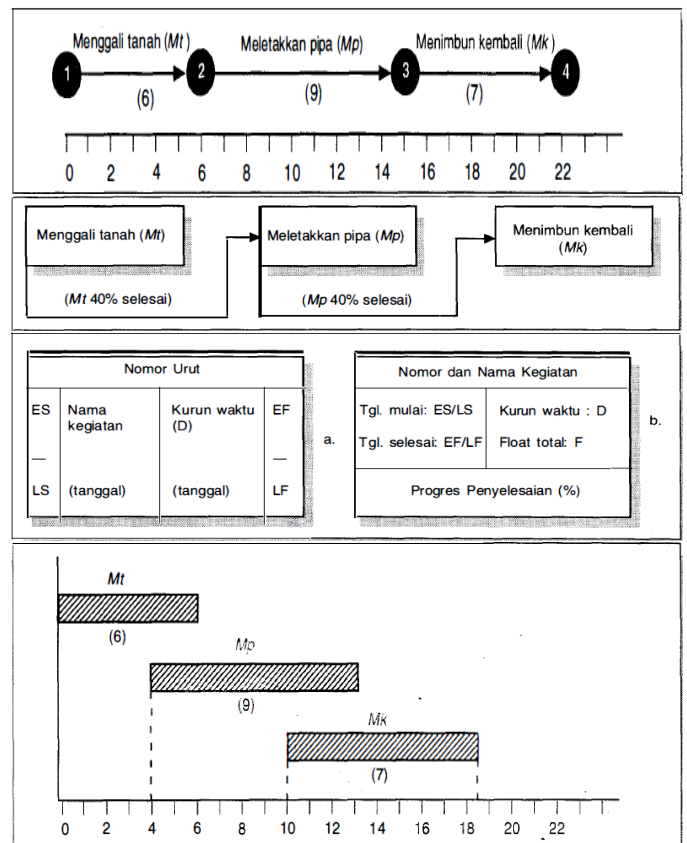 Menggali tanah (Mt) Meletakkan pipa (Mp) Menimbun kembali (Mk)
1 2 3 4
(6) (9) (7)
0 2 4 6 8 10 12 14 16 18 20 22
Menggali tanah (Mt)
Meletakkan pipa (Mp)
Menimbun kembali
(Mk)
(Mt 40% selesai)
(Mp 40% selesai)
Nomor Urut
ES Nama kegiatan Kurun waktu (D) EF
—
—
LS (tanggal) (tanggal) LF
a.
Nomor dan Nama Kegiatan
Tgl. mulai: ES/LS Kurun waktu : D
Tgl. selesai: EF/LF Float total: F
Progres Penyelesaian (%)
b.
Mt
(6)
Mp
(9)
Mk
(7)
0 2 4 6 8 10 12 14 16 18 20 22